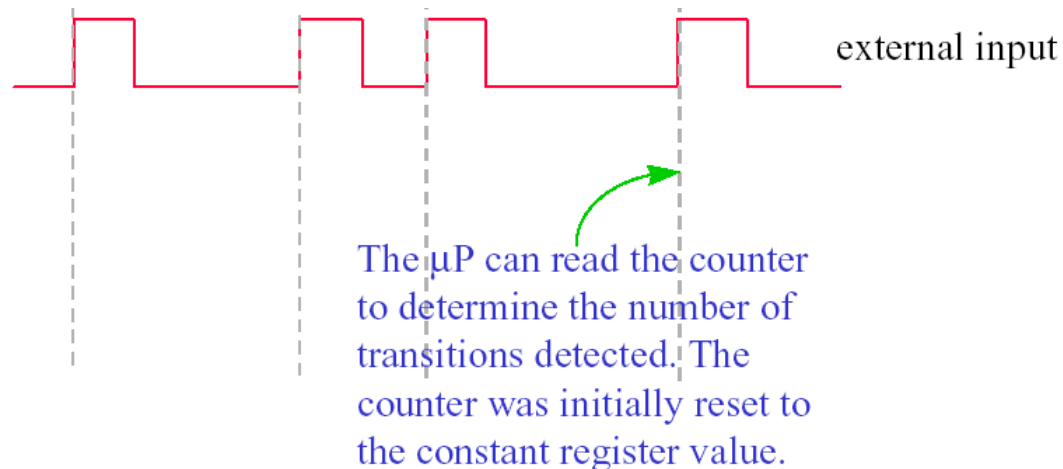 external input
The μP can read the counter
to determine the number of
transitions detected. The
counter was initially reset to
the constant register value.